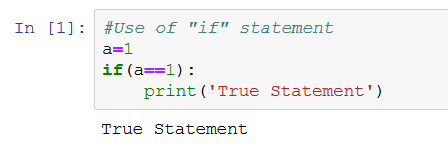 In [1]: #Use of "if" statement
a=1
if(a==1):
    print('True Statement')
True Statement